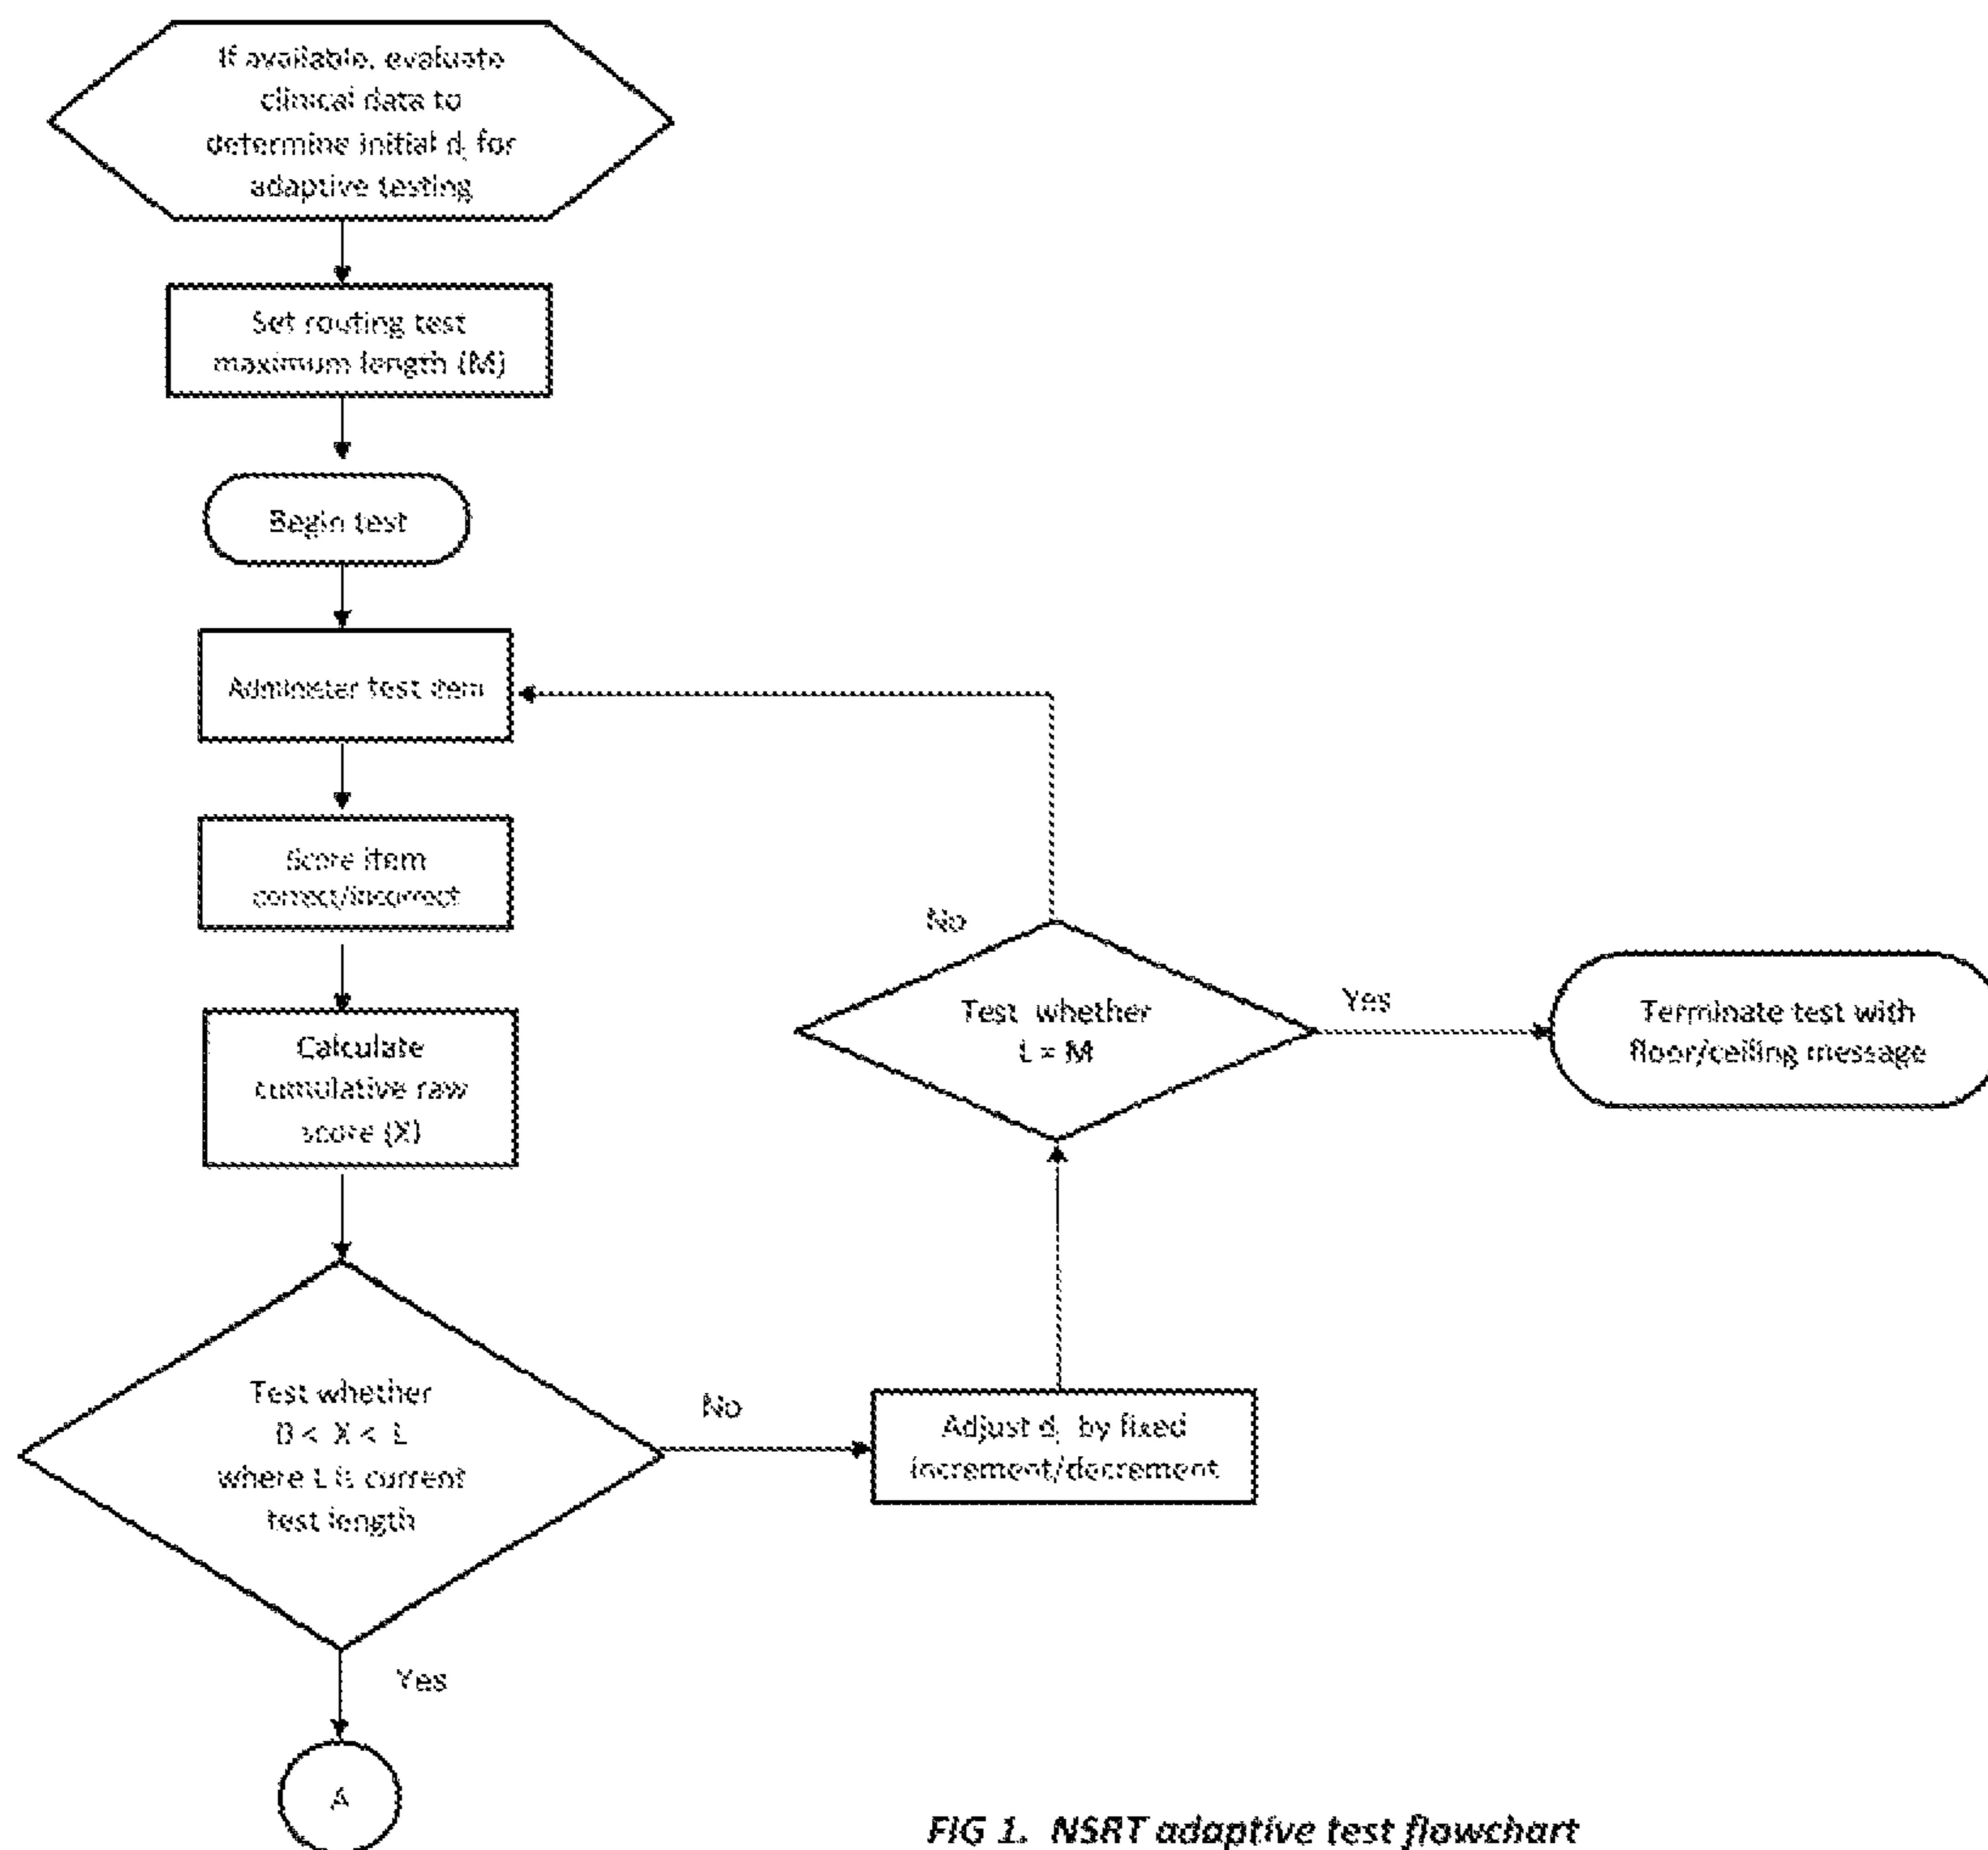 If available, evaluate
clinical data to
determine initial dj for
adaptive testing
Set routing test
maximum length (M)
Begin test
Administer test item
Score item
correct/incorrect
Calculate
cumulative raw
score (X)
Test whether
0 < X < L
where L is current
test length
Yes
A
No
Adjust dj by fixed
increment/decrement
Test whether
L = M
No
Yes
Terminate test with
floor/ceiling message
FIG 1. NSRT adaptive test flowchart